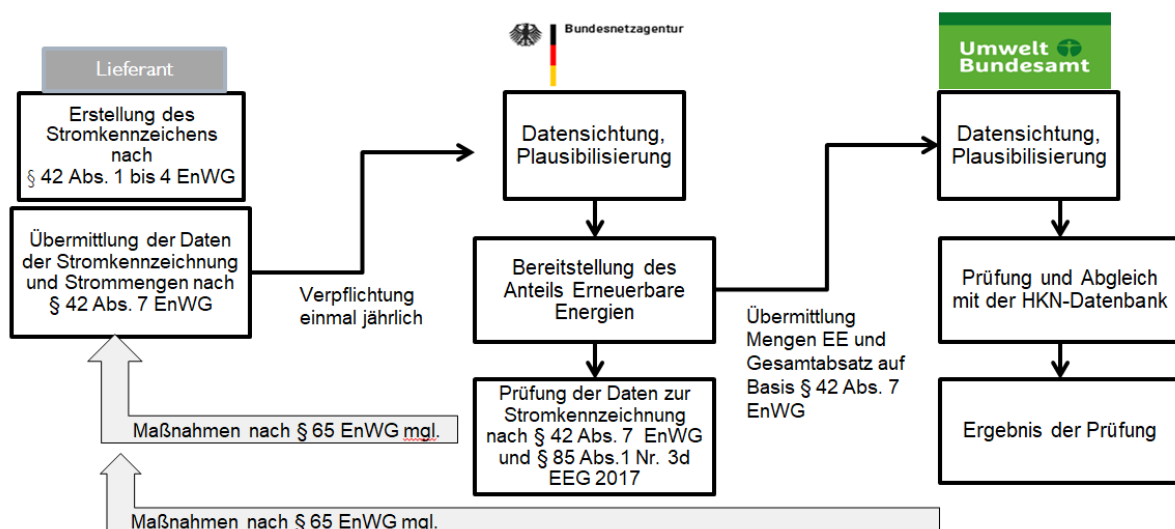 Lieferant
Erstellung des
Stromkennzeichens
nach
§ 42 Abs. 1 bis 4 EnWG
Übermittlung der Daten
der Stromkennzeichnung
und Strommengen nach
§ 42 Abs. 7 EnWG
Verpflichtung
einmal jährlich
Bundesnetzagentur
Datensichtung,
Plausibilisierung
Bereitstellung des
Anteils Erneuerbare
Energien
Prüfung der Daten zur
Stromkennzeichnung
nach § 42 Abs. 7 EnWG
und § 85 Abs.1 Nr. 3d
EEG 2017
Übermittlung
Mengen EE und
Gesamtabsatz auf
Basis § 42 Abs. 7
EnWG
Umwelt
Bundesamt
Datensichtung,
Plausibilisierung
Prüfung und Abgleich
mit der HKN-Datenbank
Ergebnis der Prüfung
Maßnahmen nach § 65 EnWG mgl.
Maßnahmen nach § 65 EnWG mgl.